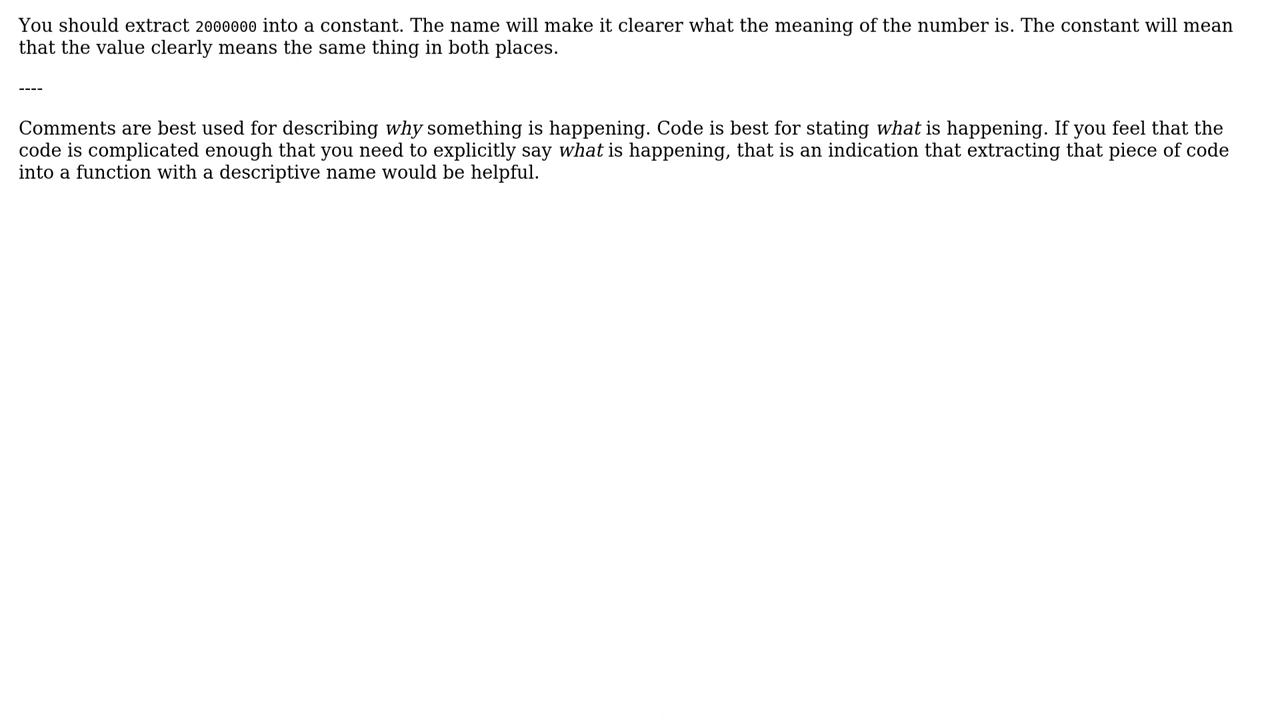 You should extract 2000000 into a constant. The name will make it clearer what the meaning of the number is. The constant will mean
that the value clearly means the same thing in both places.
----
Comments are best used for describing why something is happening. Code is best for stating what is happening. If you feel that the
code is complicated enough that you need to explicitly say what is happening, that is an indication that extracting that piece of code
into a function with a descriptive name would be helpful.